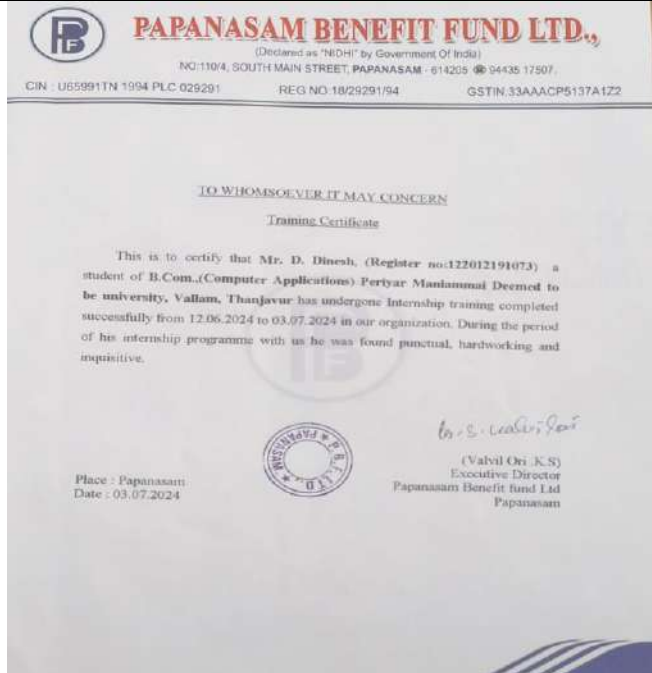 PAPANASAM BENEFIT FUND LTD.,
(Declared as "NIDHI" by Government Of India)
NO:110/4, SOUTH MAIN STREET, PAPANASAM - 614205 ☎ 94435 17507.
CIN : U65991TN 1994 PLC 029291 REG NO 18/29291/94 GSTIN.33AAACP5137A1Z2
TO WHOMSOEVER IT MAY CONCERN
Training Certificate
This is to certify that Mr. D. Dinesh, (Register no:122012191073) a
student of B.Com.,(Computer Applications) Periyar Maniammai Deemed to
be university, Vallam, Thanjavur has undergone Internship training completed
successfully from 12.06.2024 to 03.07.2024 in our organization. During the period
of his internship programme with us he was found punctual, hardworking and
inquisitive.
P.B.F. LTD. * PAPANASAM *
(Valvil Ori .K.S)
Executive Director
Papanasam Benefit fund Ltd
Papanasam
Place : Papanasam
Date : 03.07.2024